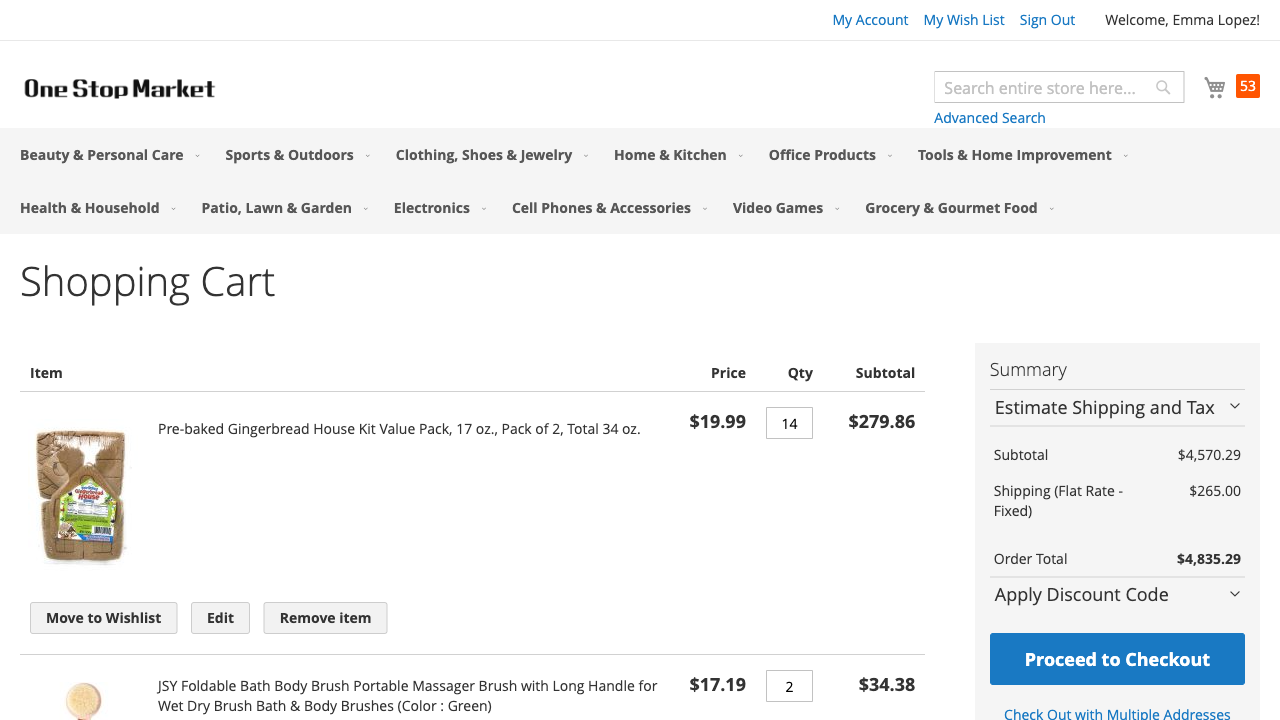 My Account My Wish List Sign Out Welcome, Emma Lopez!
One Stop Market
Search entire store here...
53
Advanced Search
Beauty & Personal Care Sports & Outdoors Clothing, Shoes & Jewelry Home & Kitchen Office Products Tools & Home Improvement
Health & Household Patio, Lawn & Garden Electronics Cell Phones & Accessories Video Games Grocery & Gourmet Food
Shopping Cart
Item Price Qty Subtotal
Pre-baked Gingerbread House Kit Value Pack, 17 oz., Pack of 2, Total 34 oz.
$19.99 14 $279.86
Gingerbread
House
Move to Wishlist Edit Remove item
JSY Foldable Bath Body Brush Portable Massager Brush with Long Handle for
Wet Dry Brush Bath & Body Brushes (Color : Green)
$17.19 2 $34.38
Summary
Estimate Shipping and Tax
Subtotal $4,570.29
Shipping (Flat Rate - $265.00
Fixed)
Order Total $4,835.29
Apply Discount Code
Proceed to Checkout
Check Out with Multiple Addresses